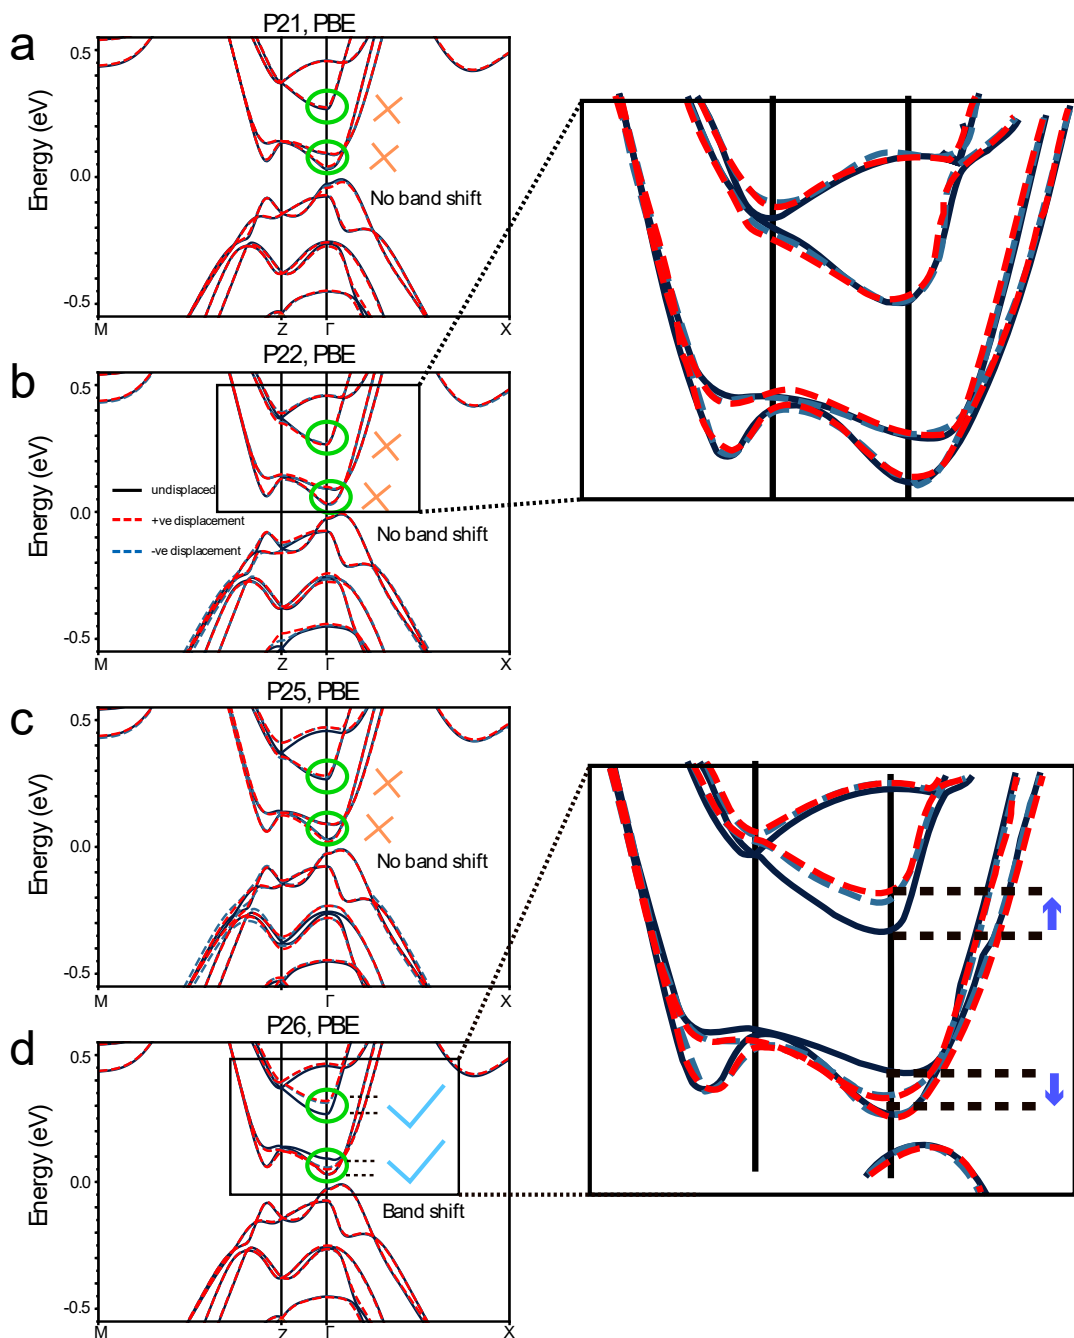 a
P21, PBE
Energy (eV)
0.5
0.0
-0.5
No band shift
M Z Γ X
b
P22, PBE
Energy (eV)
0.5
0.0
-0.5
undisplaced
+ve displacement
-ve displacement
No band shift
M Z Γ X
c
P25, PBE
Energy (eV)
0.5
0.0
-0.5
No band shift
M Z Γ X
d
P26, PBE
Energy (eV)
0.5
0.0
-0.5
Band shift
M Z Γ X